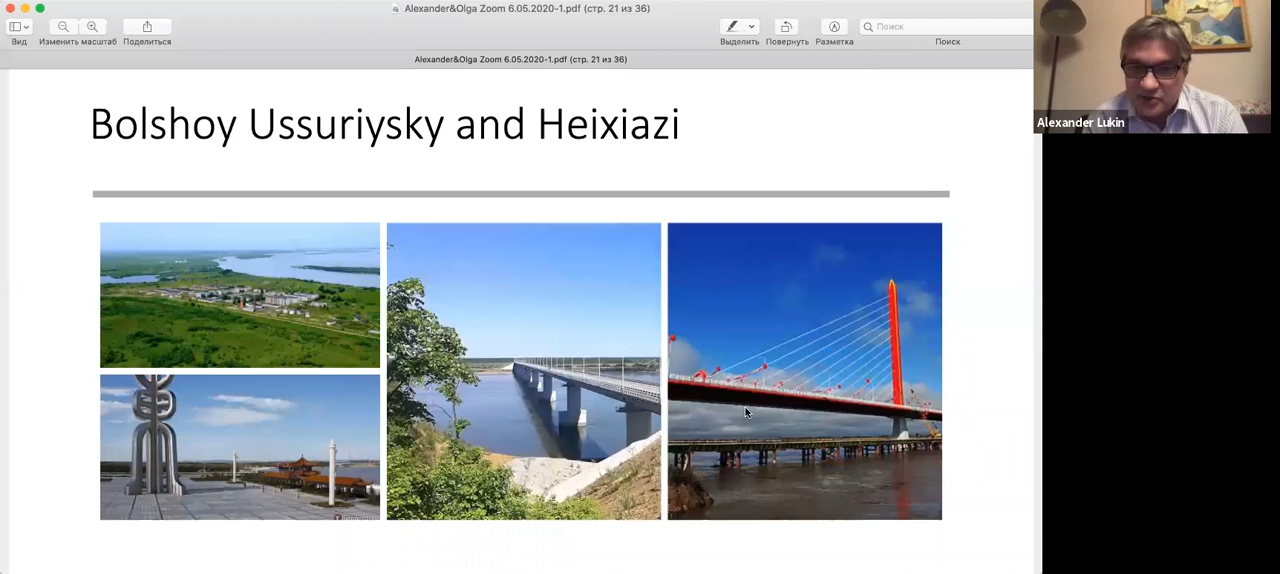 Alexander&Olga Zoom 6.05.2020-1.pdf (стр. 21 из 36)
Вид
Изменить масштаб
Поделиться
Выделить
Повернуть
Разметка
Поиск
Поиск
Alexander&Olga Zoom 6.05.2020-1.pdf (стр. 21 из 36)
Alexander Lukin
Bolshoy Ussuriysky and Heixiazi